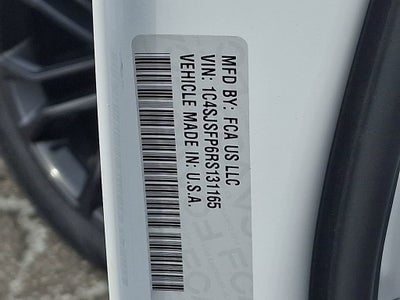 MFD BY: FCA US LLC
VIN: 1C4SJSFP6RS131165
VEHICLE MADE IN: U.S.A.